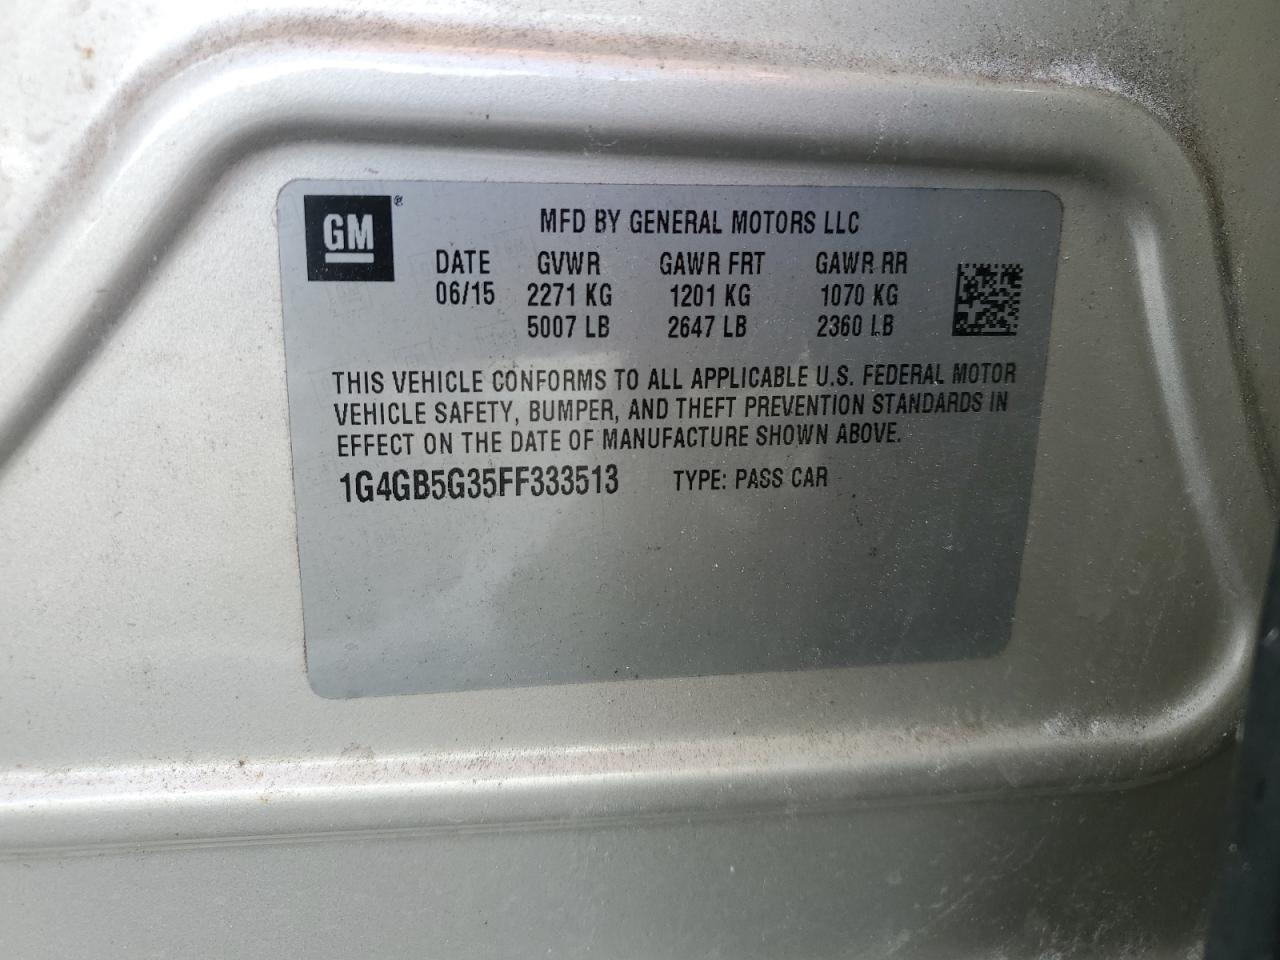 GM ®
MFD BY GENERAL MOTORS LLC
DATE GVWR GAWR FRT GAWR RR
06/15 2271 KG 1201 KG 1070 KG
5007 LB 2647 LB 2360 LB
THIS VEHICLE CONFORMS TO ALL APPLICABLE U.S. FEDERAL MOTOR
VEHICLE SAFETY, BUMPER, AND THEFT PREVENTION STANDARDS IN
EFFECT ON THE DATE OF MANUFACTURE SHOWN ABOVE.
1G4GB5G35FF333513 TYPE: PASS CAR